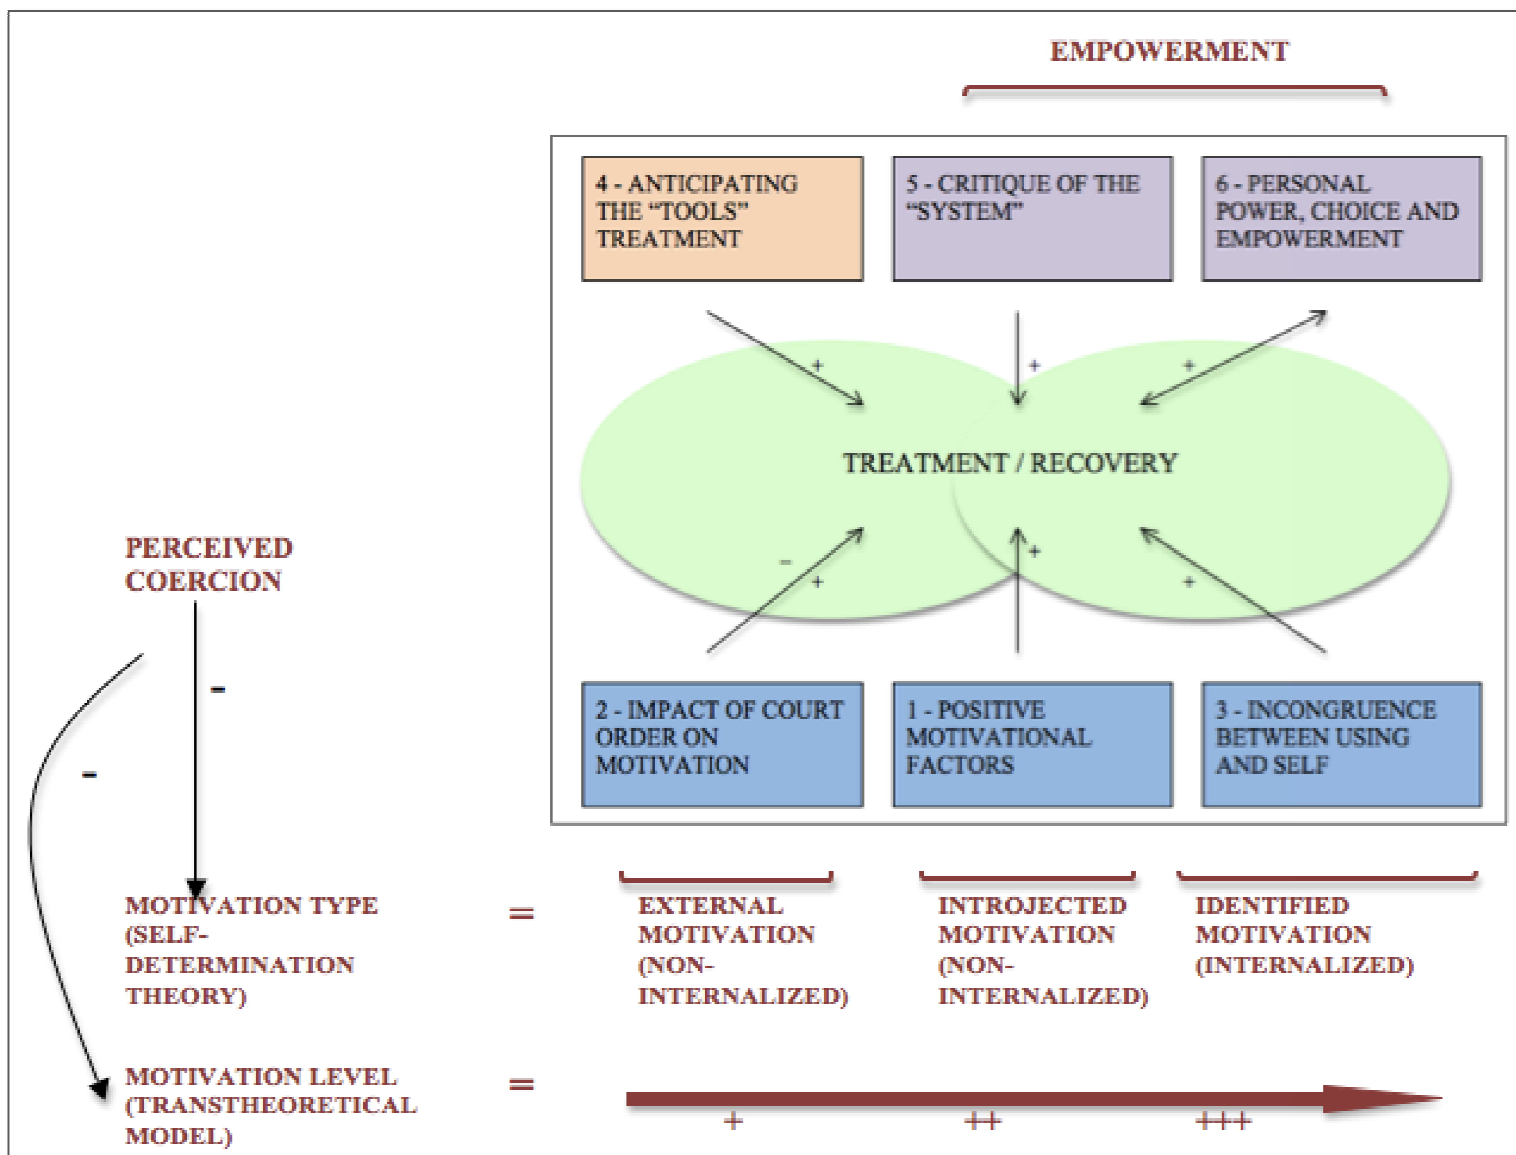 EMPOWERMENT
4 - ANTICIPATING
THE “TOOLS”
TREATMENT
5 - CRITIQUE OF THE
“SYSTEM”
6 - PERSONAL
POWER, CHOICE AND
EMPOWERMENT
+
+
+
TREATMENT / RECOVERY
-
+
+
+
PERCEIVED
COERCION
-
-
2 - IMPACT OF COURT
ORDER ON
MOTIVATION
1 - POSITIVE
MOTIVATIONAL
FACTORS
3 - INCONGRUENCE
BETWEEN USING
AND SELF
MOTIVATION TYPE
(SELF-
DETERMINATION
THEORY)
=
EXTERNAL
MOTIVATION
(NON-
INTERNALIZED)
INTROJECTED
MOTIVATION
(NON-
INTERNALIZED)
IDENTIFIED
MOTIVATION
(INTERNALIZED)
MOTIVATION LEVEL
(TRANSTHEORETICAL
MODEL)
=
+
++
+++